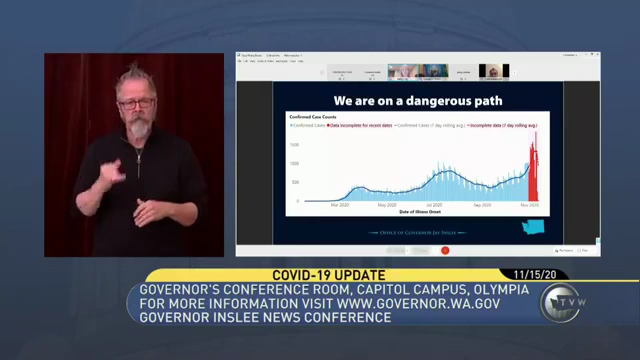 We are on a dangerous path
Confirmed Case Counts
Confirmed Cases Data incomplete for recent dates Confirmed Cases (7 day rolling avg.) Incomplete data (7 day rolling avg.)
1500
1000
500
0
Mar 2020 May 2020 Jul 2020 Sep 2020 Nov 2020
Date of Illness Onset
OFFICE OF GOVERNOR JAY INSLEE
COVID-19 UPDATE 11/15/20
GOVERNOR'S CONFERENCE ROOM, CAPITOL CAMPUS, OLYMPIA
FOR MORE INFORMATION VISIT WWW.GOVERNOR.WA.GOV
GOVERNOR INSLEE NEWS CONFERENCE
TVW